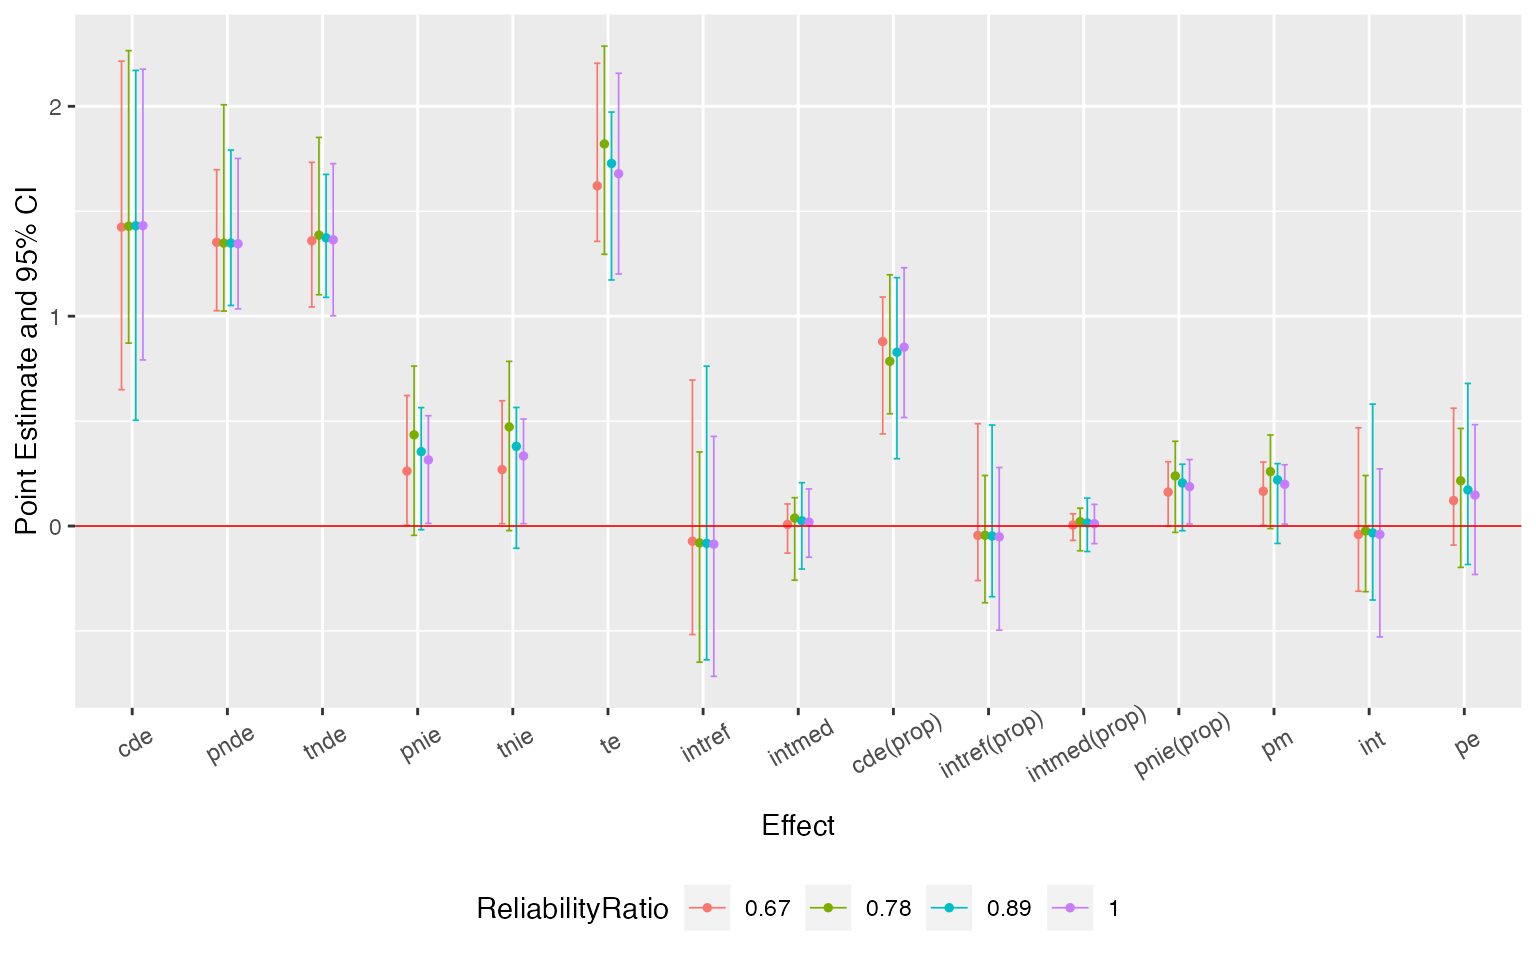 Point Estimate and 95% CI
2
1
0
cde
pnde
tnde
pnie
tnie
te
intref
intmed
cde(prop)
intref(prop)
intmed(prop)
pnie(prop)
pm
int
pe
Effect
ReliabilityRatio 0.67 0.78 0.89 1